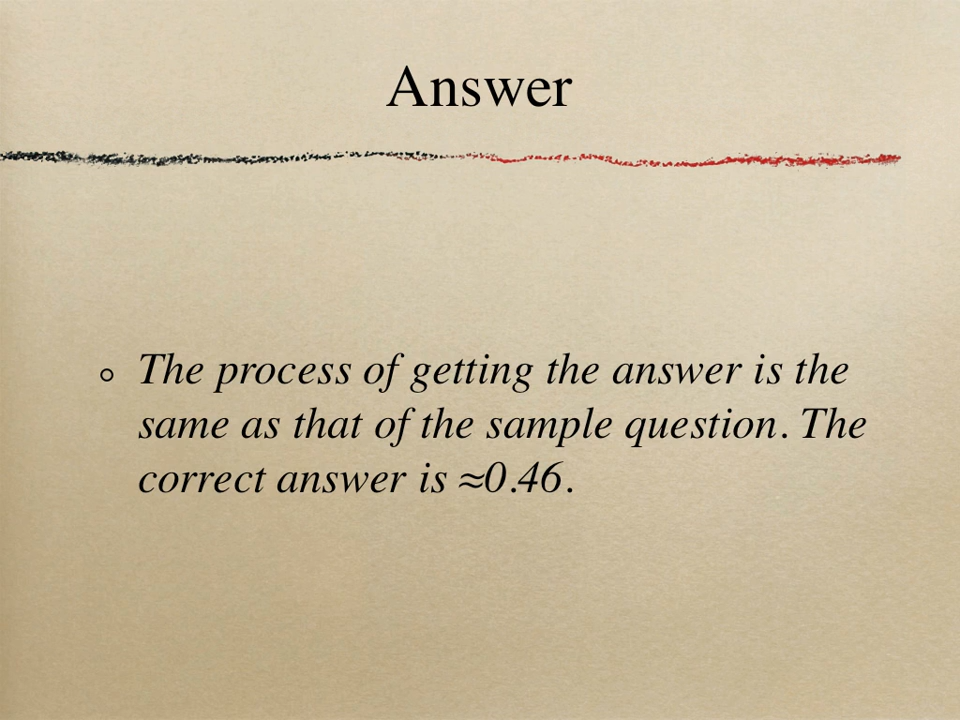 Answer
The process of getting the answer is the
same as that of the sample question. The
correct answer is ≈0.46.